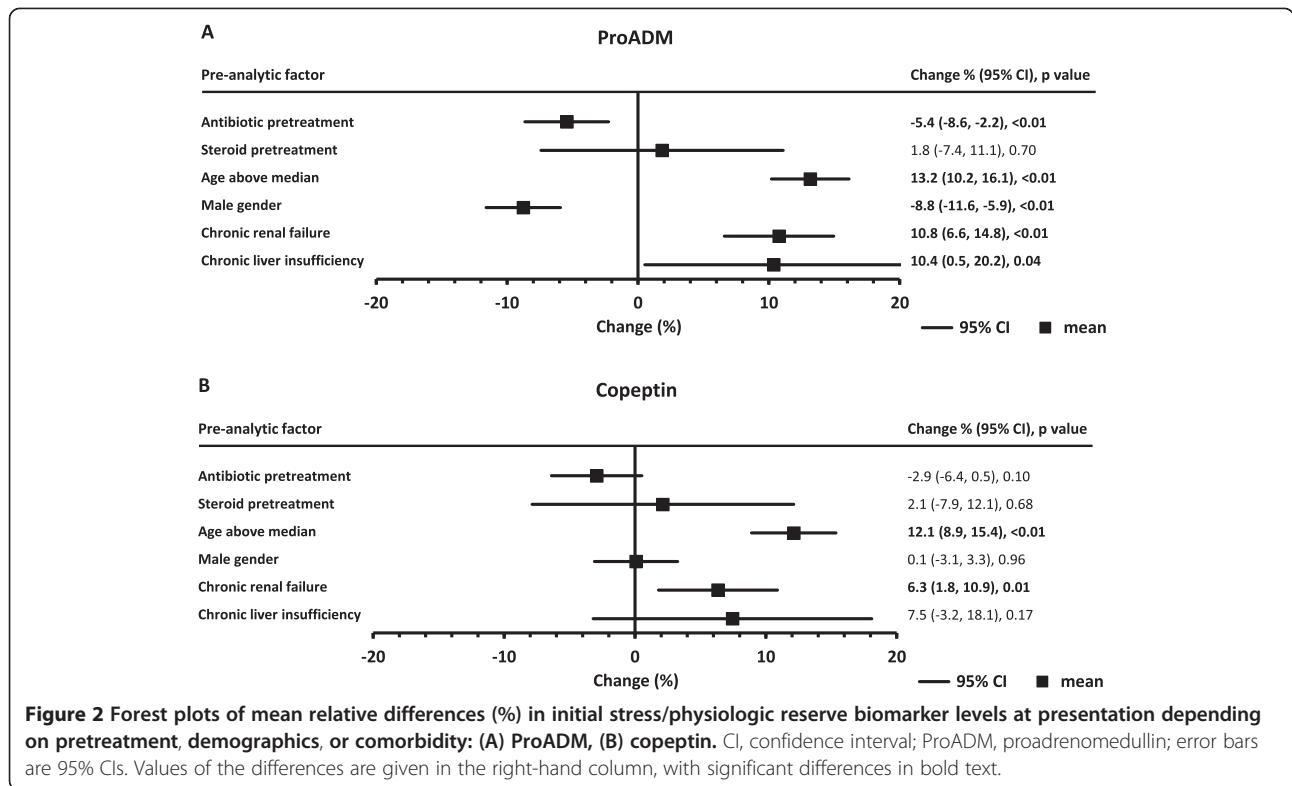 A
ProADM
Pre-analytic factor Change % (95% CI), p value
Antibiotic pretreatment -5.4 (-8.6, -2.2), <0.01
Steroid pretreatment 1.8 (-7.4, 11.1), 0.70
Age above median 13.2 (10.2, 16.1), <0.01
Male gender -8.8 (-11.6, -5.9), <0.01
Chronic renal failure 10.8 (6.6, 14.8), <0.01
Chronic liver insufficiency 10.4 (0.5, 20.2), 0.04
-20 -10 0 10 20
Change (%)
95% CI mean
B
Copeptin
Pre-analytic factor Change % (95% CI), p value
Antibiotic pretreatment -2.9 (-6.4, 0.5), 0.10
Steroid pretreatment 2.1 (-7.9, 12.1), 0.68
Age above median 12.1 (8.9, 15.4), <0.01
Male gender 0.1 (-3.1, 3.3), 0.96
Chronic renal failure 6.3 (1.8, 10.9), 0.01
Chronic liver insufficiency 7.5 (-3.2, 18.1), 0.17
-20 -10 0 10 20
Change (%)
95% CI mean
Figure 2 Forest plots of mean relative differences (%) in initial stress/physiologic reserve biomarker levels at presentation depending
on pretreatment, demographics, or comorbidity: (A) ProADM, (B) copeptin. CI, confidence interval; ProADM, proadrenomedullin; error bars
are 95% CIs. Values of the differences are given in the right-hand column, with significant differences in bold text.